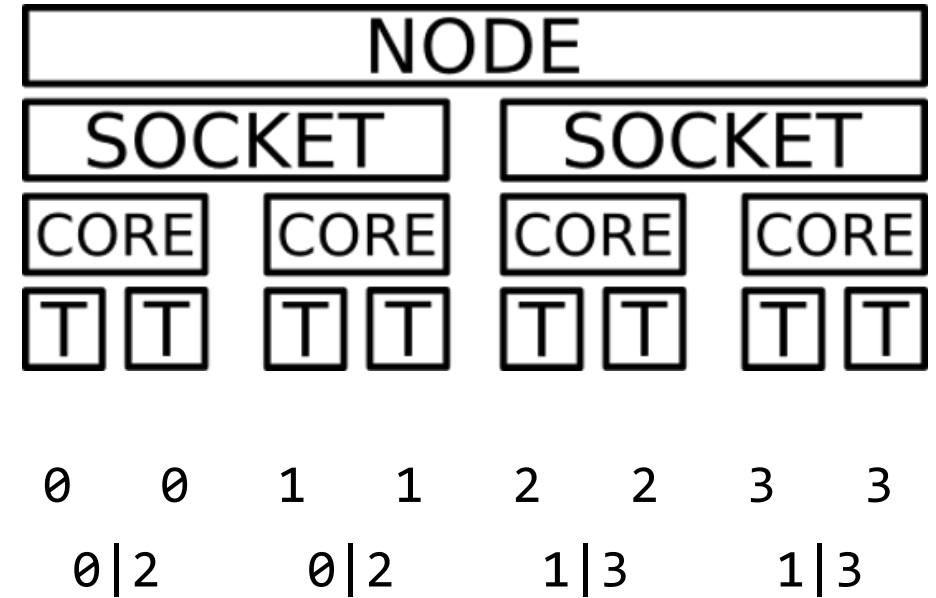 NODE
SOCKET SOCKET
CORE CORE CORE CORE
T T T T T T T T
0 0 1 1 2 2 3 3
0|2 0|2 1|3 1|3